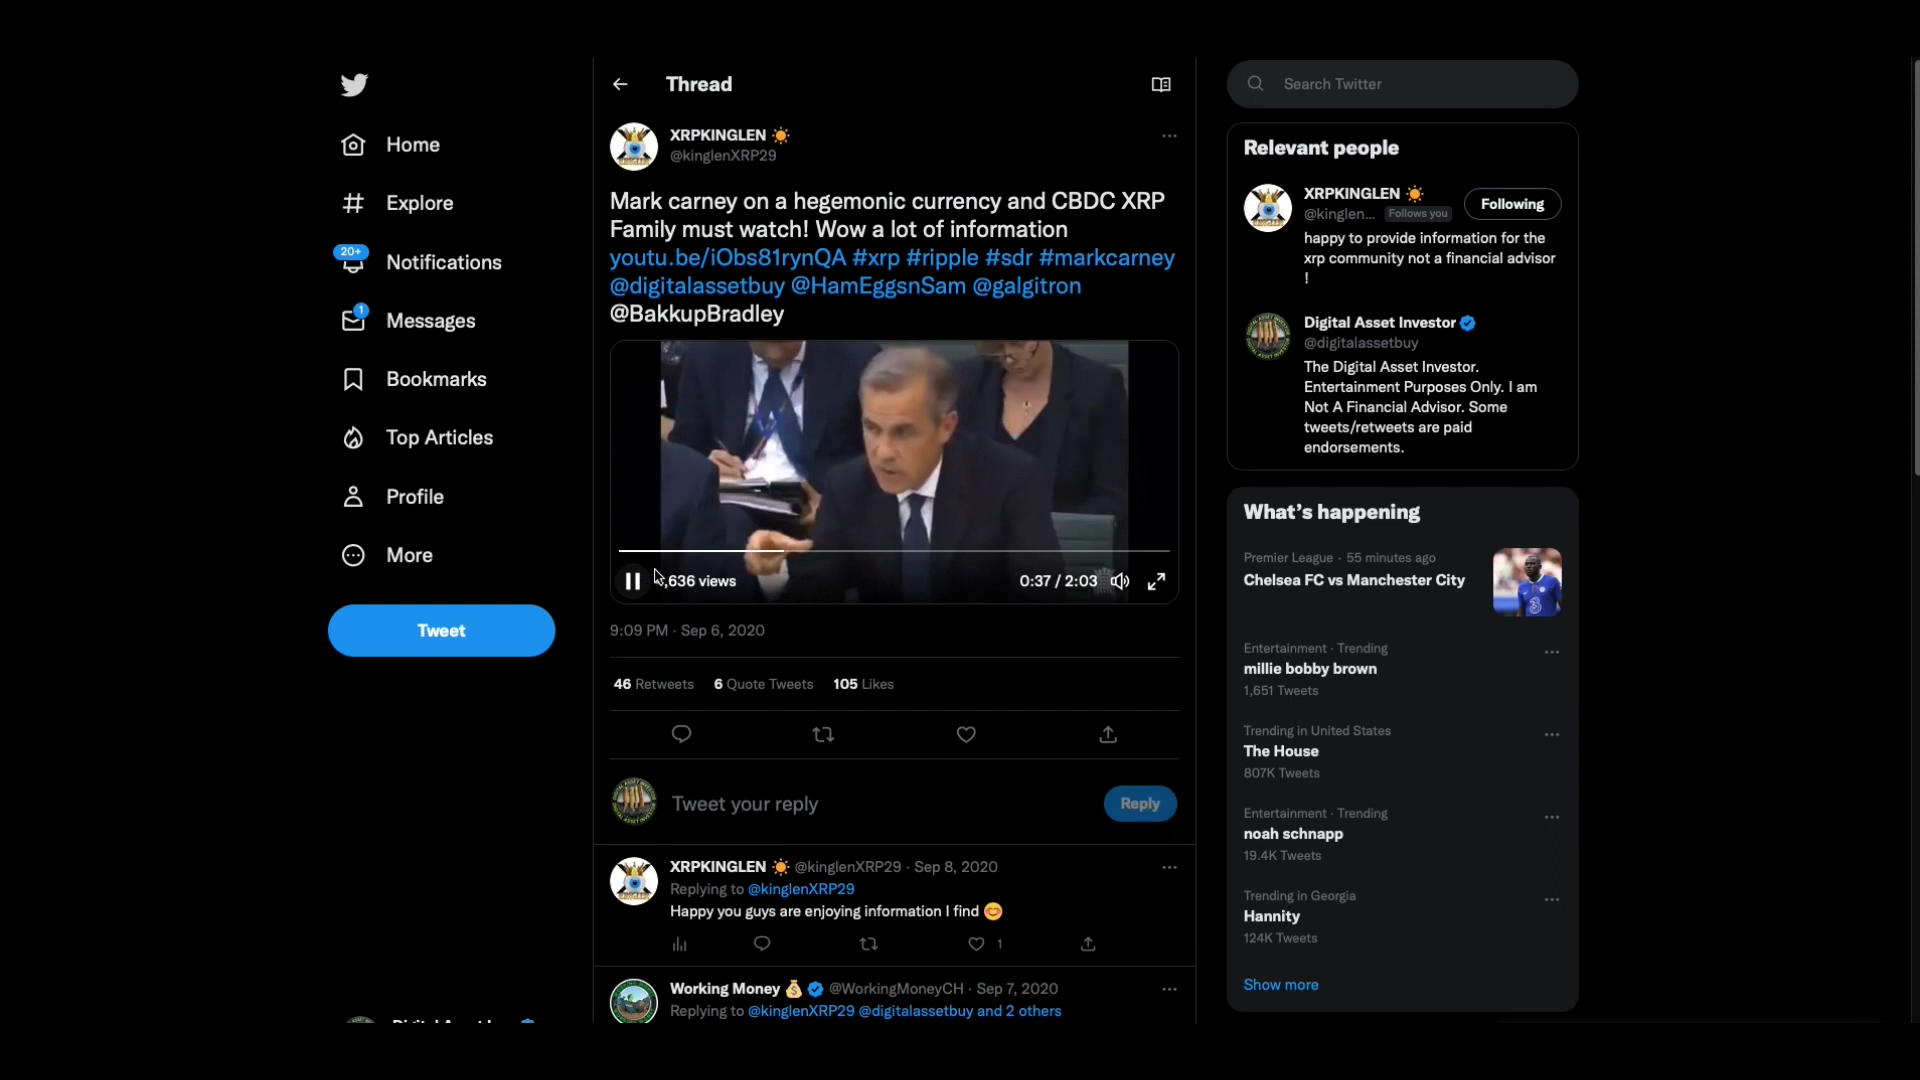 Home
Explore
20+
Notifications
1
Messages
Bookmarks
Top Articles
Profile
More
Tweet
Thread
XRPKINGLEN
@kinglenXRP29
Mark carney on a hegemonic currency and CBDC XRP
Family must watch! Wow a lot of information
youtu.be/iObs81rynQA #xrp #ripple #sdr #markcarney
@digitalassetbuy @HamEggsnSam @galgitron
@BakkupBradley
,636 views
0:37 / 2:03
9:09 PM · Sep 6, 2020
46 Retweets 6 Quote Tweets 105 Likes
Tweet your reply
Reply
XRPKINGLEN @kinglenXRP29 · Sep 8, 2020
Replying to @kinglenXRP29
Happy you guys are enjoying information I find 😊
1
Working Money 💰 @WorkingMoneyCH · Sep 7, 2020
Replying to @kinglenXRP29 @digitalassetbuy and 2 others
Search Twitter
Relevant people
XRPKINGLEN
@kinglen... Follows you
Following
happy to provide information for the
xrp community not a financial advisor
!
Digital Asset Investor
@digitalassetbuy
The Digital Asset Investor.
Entertainment Purposes Only. I am
Not A Financial Advisor. Some
tweets/retweets are paid
endorsements.
What's happening
Premier League · 55 minutes ago
Chelsea FC vs Manchester City
Entertainment · Trending
millie bobby brown
1,651 Tweets
Trending in United States
The House
807K Tweets
Entertainment · Trending
noah schnapp
19.4K Tweets
Trending in Georgia
Hannity
124K Tweets
Show more